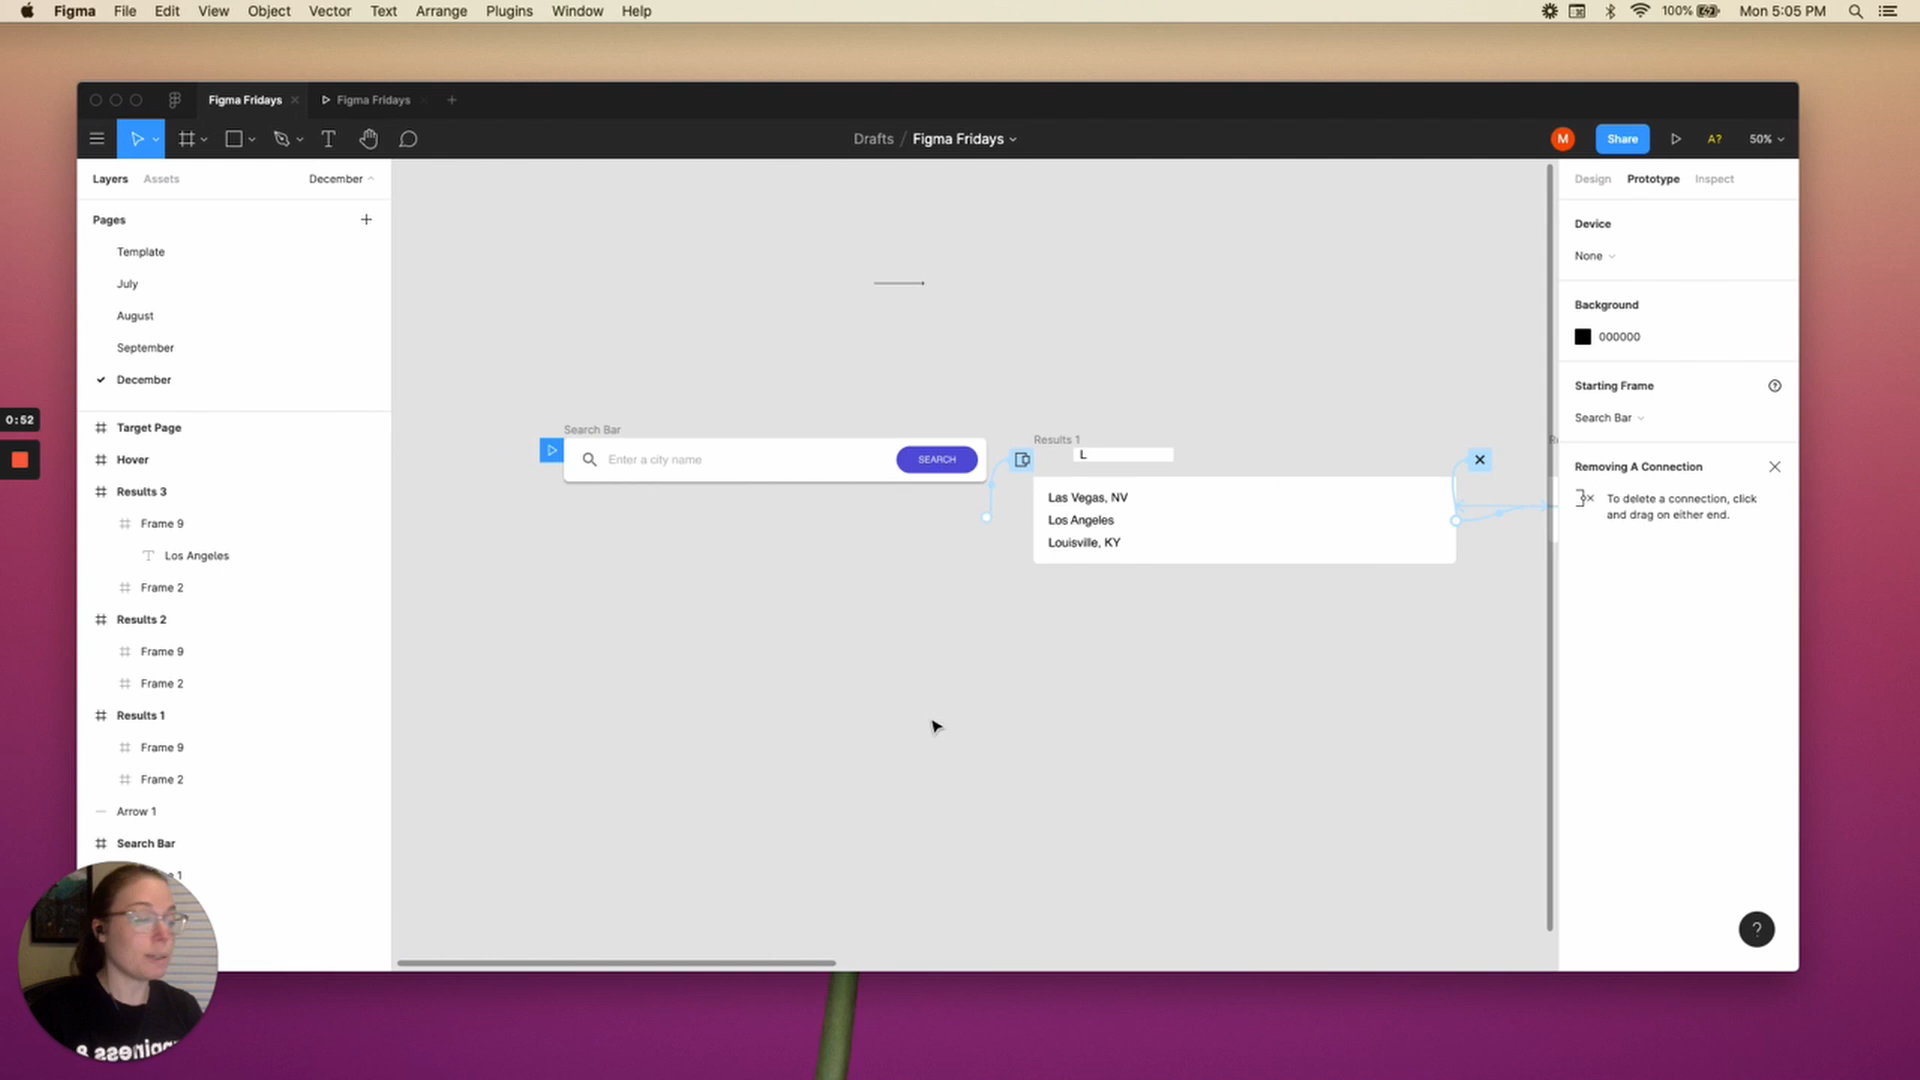 Figma File Edit View Object Vector Text Arrange Plugins Window Help
100% Mon 5:05 PM
Figma Fridays
Figma Fridays
Drafts / Figma Fridays
M
Share
A?
50%
Layers Assets December
Pages
Template
July
August
September
December
Target Page
Hover
Results 3
Frame 9
Los Angeles
Frame 2
Results 2
Frame 9
Frame 2
Results 1
Frame 9
Frame 2
Arrow 1
Search Bar
0:52
Search Bar
Enter a city name
SEARCH
Results 1
L
Las Vegas, NV
Los Angeles
Louisville, KY
Design Prototype Inspect
Device
None
Background
000000
Starting Frame
Search Bar
Removing A Connection
To delete a connection, click
and drag on either end.
?